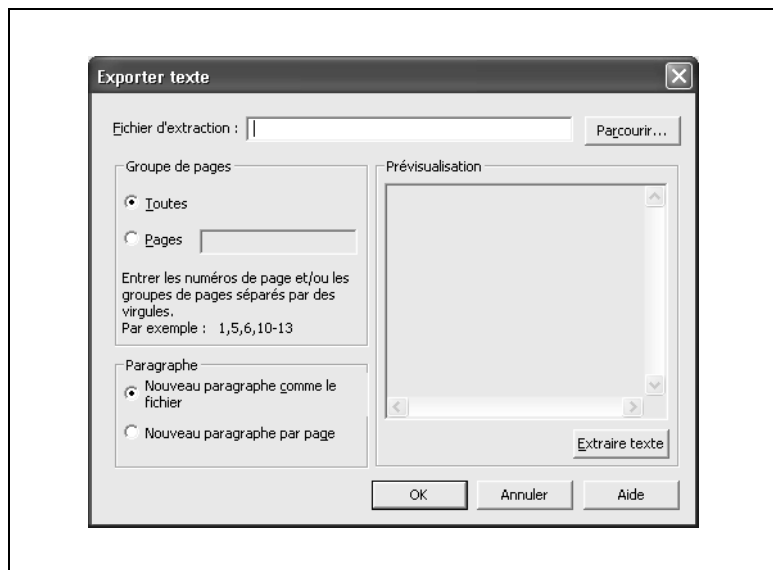 Exporter texte
Fichier d'extraction :
Parcourir...
Groupe de pages
Toutes
Pages
Entrer les numéros de page et/ou les
groupes de pages séparés par des
virgules.
Par exemple : 1,5,6,10-13
Paragraphe
Nouveau paragraphe comme le
fichier
Nouveau paragraphe par page
Prévisualisation
Extraire texte
OK
Annuler
Aide